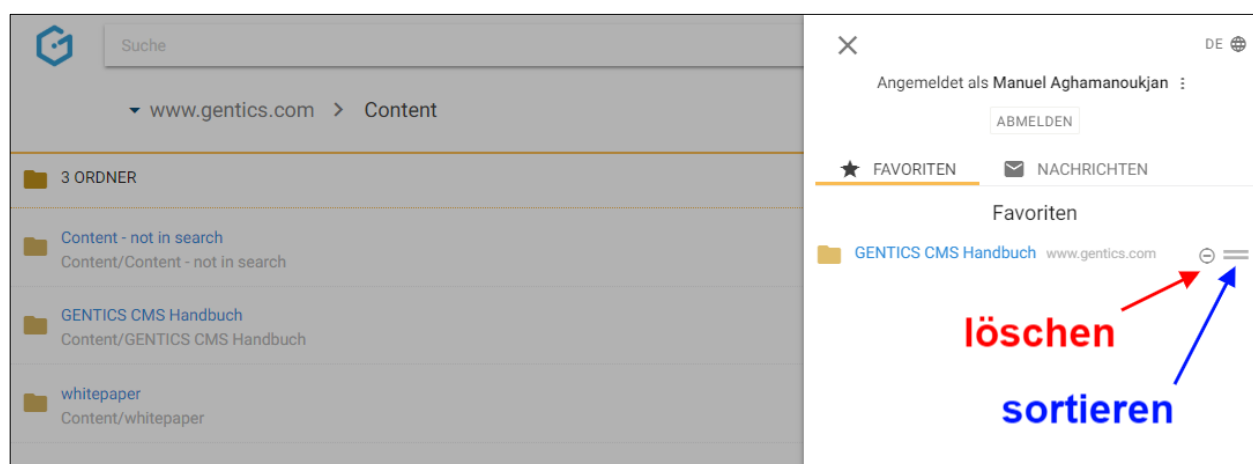 Suche
www.gentics.com > Content
3 ORDNER
Content - not in search
Content/Content - not in search
GENTICS CMS Handbuch
Content/GENTICS CMS Handbuch
whitepaper
Content/whitepaper
DE
Angemeldet als Manuel Aghamanoukjan
ABMELDEN
FAVORITEN NACHRICHTEN
Favoriten
GENTICS CMS Handbuch www.gentics.com
löschen
sortieren